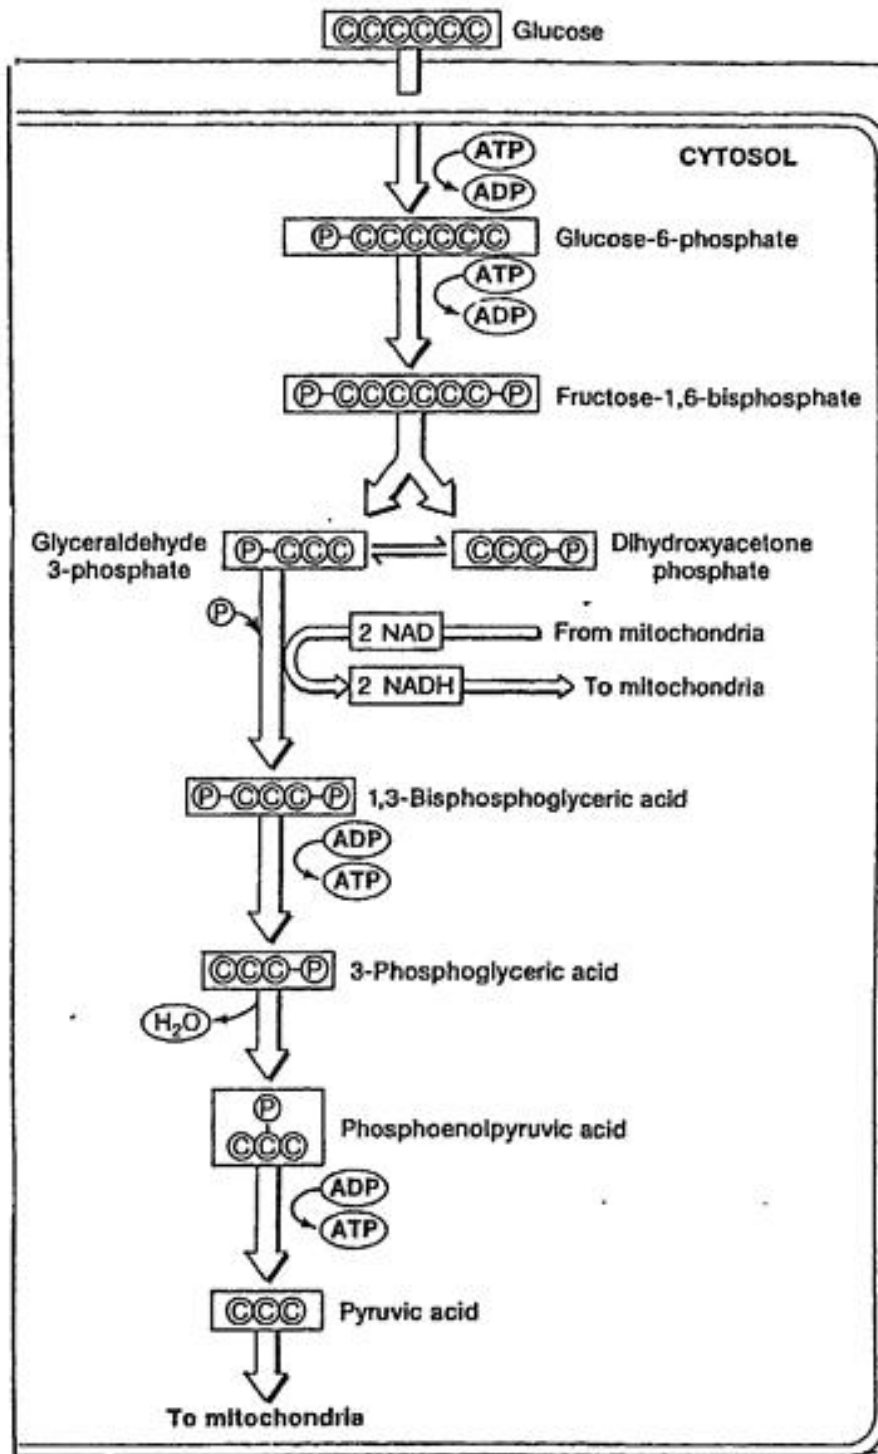 CCCCCC Glucose
CYTOSOL
ATP
ADP
P-CCCCCC Glucose-6-phosphate
ATP
ADP
P-CCCCCC-P Fructose-1,6-bisphosphate
Glyceraldehyde
3-phosphate
P-CCC
CCC-P
Dihydroxyacetone
phosphate
P
2 NAD From mitochondria
2 NADH To mitochondria
P-CCC-P 1,3-Bisphosphoglyceric acid
ADP
ATP
CCC-P 3-Phosphoglyceric acid
H₂O
P
CCC
Phosphoenolpyruvic acid
ADP
ATP
CCC Pyruvic acid
To mitochondria